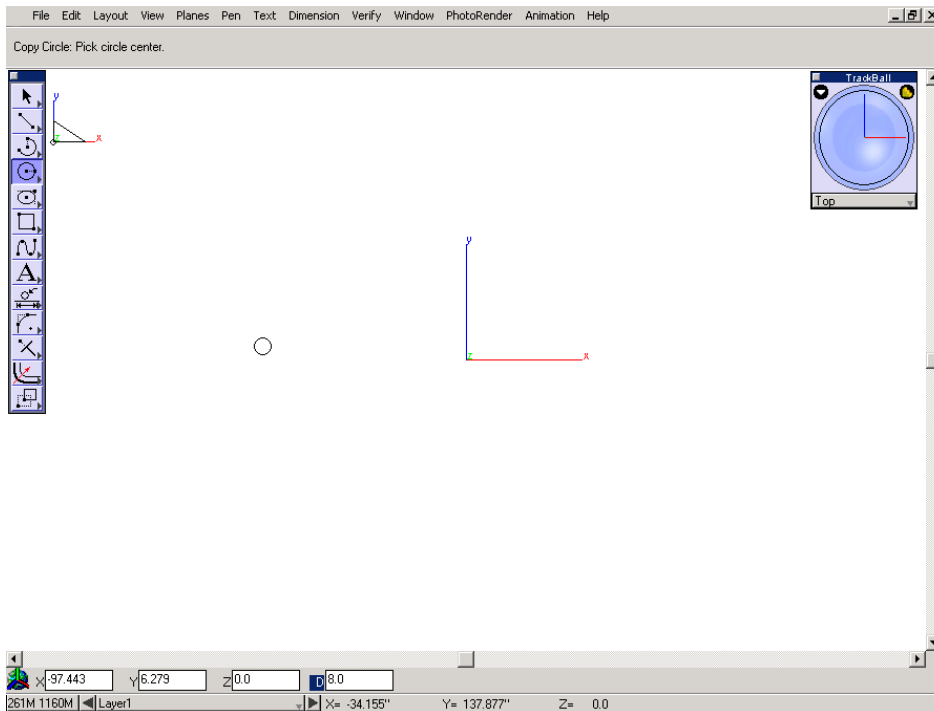 File Edit Layout View Planes Pen Text Dimension Verify Window PhotoRender Animation Help
Copy Circle: Pick circle center.
TrackBall
y
x
z
A
Top
y
z
x
X -97.443 Y 6.279 Z 0.0 D 8.0
261M 1160M Layer1 X= -34.155" Y= 137.877" Z= 0.0